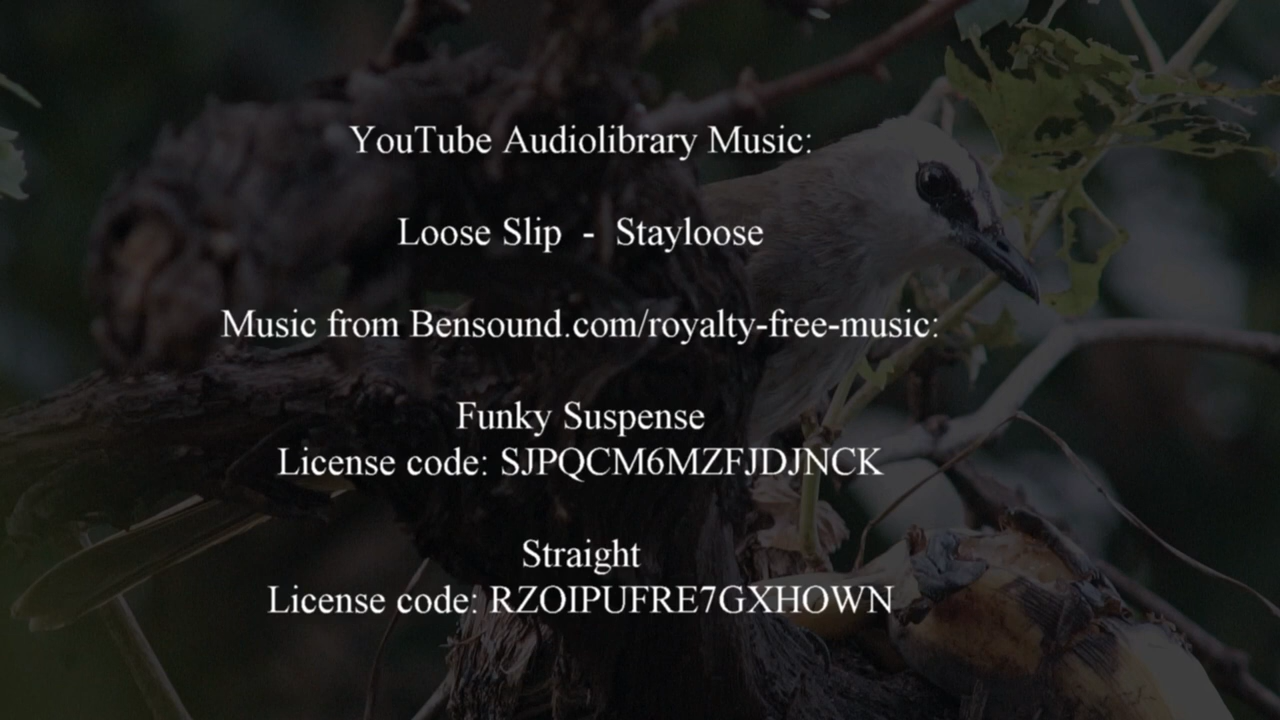 YouTube Audiolibrary Music:
Loose Slip - Stayloose
Music from Bensound.com/royalty-free-music:
Funky Suspense
License code: SJPQCM6MZFJDJNCK
Straight
License code: RZOIPUFRE7GXHOWN